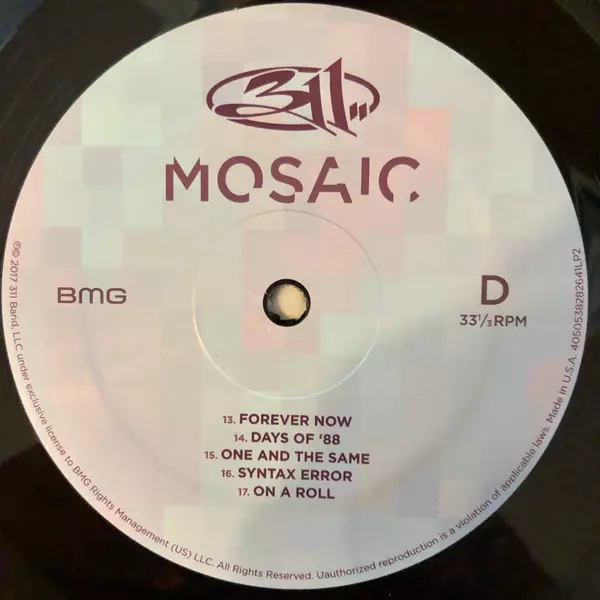 311
MOSAIC
BMG
D
33⅓ RPM
13. FOREVER NOW
14. DAYS OF '88
15. ONE AND THE SAME
16. SYNTAX ERROR
17. ON A ROLL
℗© 2017 311 Band, LLC under exclusive license to BMG Rights Management (US) LLC. All Rights Reserved. Uauthorized reproduction is a violation of applicable laws. Made in U.S.A. 4050538282641LP2